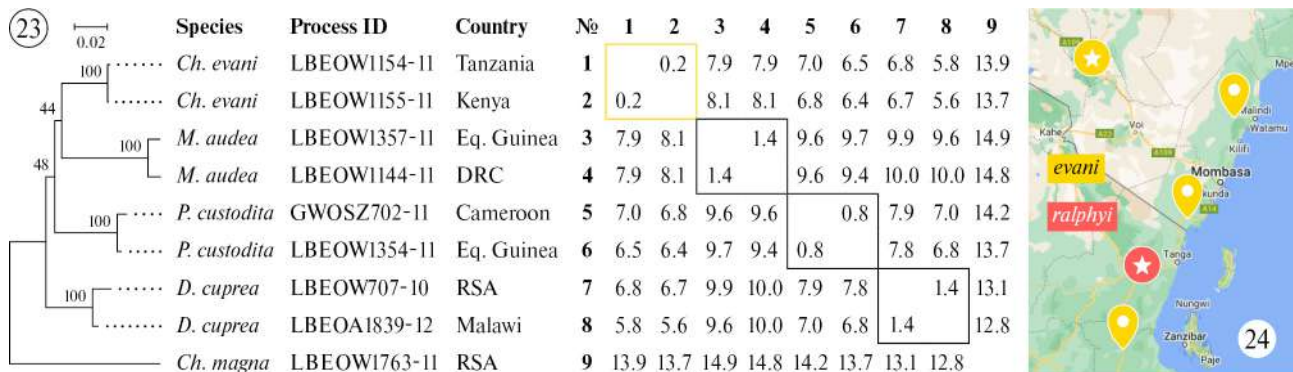 23
0.02
Species Process ID Country № 1 2 3 4 5 6 7 8 9
100 Ch. evani LBEOW1154-11 Tanzania 1 0.2 7.9 7.9 7.0 6.5 6.8 5.8 13.9
Ch. evani LBEOW1155-11 Kenya 2 0.2 8.1 8.1 6.8 6.4 6.7 5.6 13.7
44
100 M. audea LBEOW1357-11 Eq. Guinea 3 7.9 8.1 1.4 9.6 9.7 9.9 9.6 14.9
48
M. audea LBEOW1144-11 DRC 4 7.9 8.1 1.4 9.6 9.4 10.0 10.0 14.8
100 P. custodita GWOSZ702-11 Cameroon 5 7.0 6.8 9.6 9.6 0.8 7.9 7.0 14.2
P. custodita LBEOW1354-11 Eq. Guinea 6 6.5 6.4 9.7 9.4 0.8 7.8 6.8 13.7
100 D. cuprea LBEOW707-10 RSA 7 6.8 6.7 9.9 10.0 7.9 7.8 1.4 13.1
D. cuprea LBEOA1839-12 Malawi 8 5.8 5.6 9.6 10.0 7.0 6.8 1.4 12.8
Ch. magna LBEOW1763-11 RSA 9 13.9 13.7 14.9 14.8 14.2 13.7 13.1 12.8
Mpe
Malindi
Watamu
Voi
Kahe
A23
Kilifi
A109
evani
Mombasa
kunda
A14
ralphyi
Tanga
Nungwi
Zanzibar
Paje
24